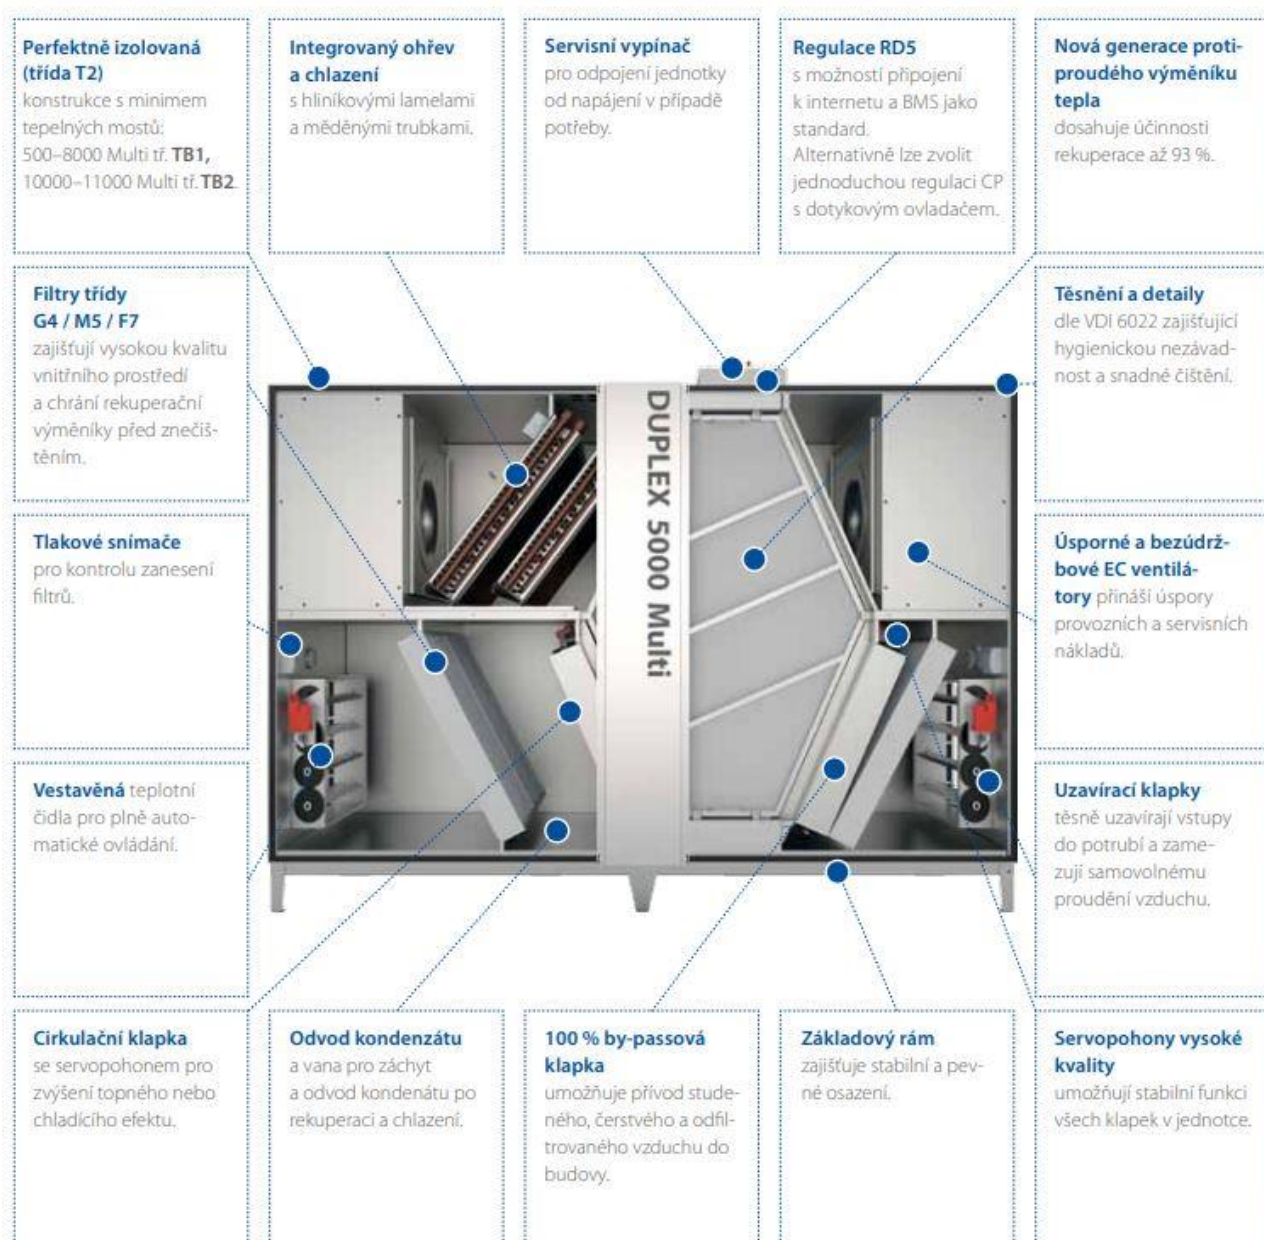 Perfektně izolovaná
(třída T2)
konstrukce s minimem
tepelných mostů:
500–8000 Multi tř. TB1,
10000–11000 Multi tř. TB2.
Integrovaný ohřev
a chlazení
s hliníkovými lamelami
a měděnými trubkami.
Servisní vypínač
pro odpojení jednotky
od napájení v případě
potřeby.
Regulace RD5
s možností připojení
k internetu a BMS jako
standard.
Alternativně lze zvolit
jednoduchou regulaci CP
s dotykovým ovladačem.
Nová generace proti-
proudého výměníku
tepla
dosahuje účinnosti
rekuperace až 93 %.
Filtry třídy
G4 / M5 / F7
zajišťují vysokou kvalitu
vnitřního prostředí
a chrání rekuperační
výměníky před znečiš-
těním.
Těsnění a detaily
dle VDI 6022 zajišťující
hygienickou nezávad-
nost a snadné čištění.
DUPLEX 5000 Multi
Tlakové snímače
pro kontrolu zanesení
filtrů.
Úsporné a bezúdrž-
bové EC ventilá-
tory přináší úspory
provozních a servisních
nákladů.
Vestavěná teplotní
čidla pro plně auto-
matické ovládání.
Uzavírací klapky
těsně uzavírají vstupy
do potrubí a zame-
zují samovolnému
proudění vzduchu.
Cirkulační klapka
se servopohonem pro
zvýšení topného nebo
chladícího efektu.
Odvod kondenzátu
a vana pro záchyt
a odvod kondenátu po
rekuperaci a chlazení.
100 % by-passová
klapka
umožňuje přívod stude-
ného, čerstvého a odfil-
trovaného vzduchu do
budovy.
Základový rám
zajišťuje stabilní a pev-
né osazení.
Servopohony vysoké
kvality
umožňují stabilní funkci
všech klapek v jednotce.